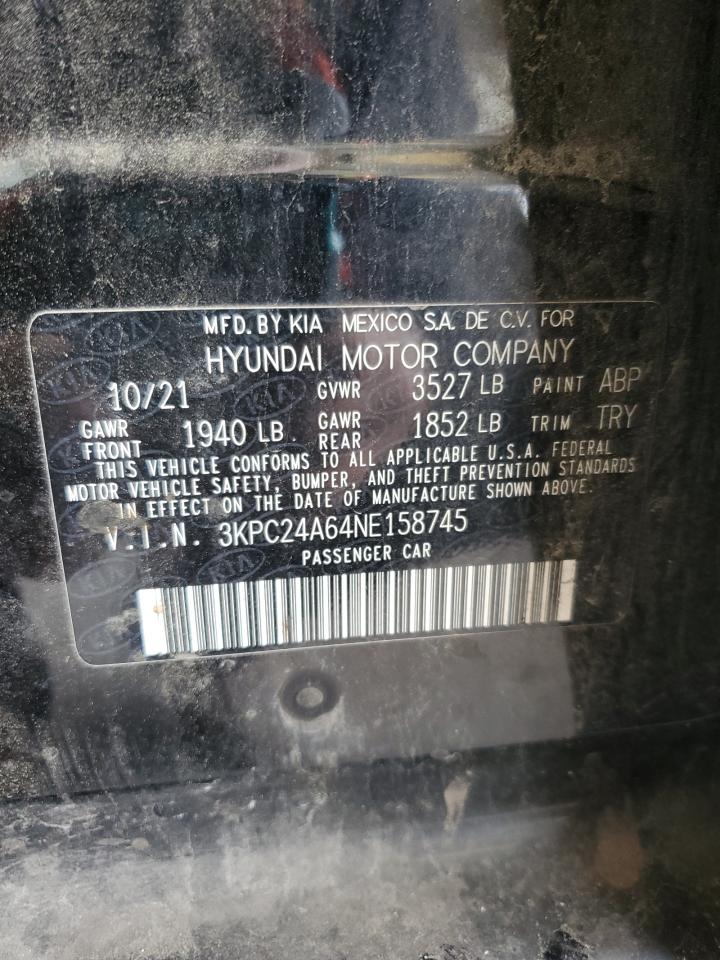 MFD. BY KIA MEXICO S.A. DE C.V. FOR
HYUNDAI MOTOR COMPANY
10/21 GVWR 3527 LB PAINT ABP
GAWR FRONT 1940 LB GAWR REAR 1852 LB TRIM TRY
THIS VEHICLE CONFORMS TO ALL APPLICABLE U.S.A. FEDERAL
MOTOR VEHICLE SAFETY, BUMPER, AND THEFT PREVENTION STANDARDS
IN EFFECT ON THE DATE OF MANUFACTURE SHOWN ABOVE.
V.I.N. 3KPC24A64NE158745
PASSENGER CAR